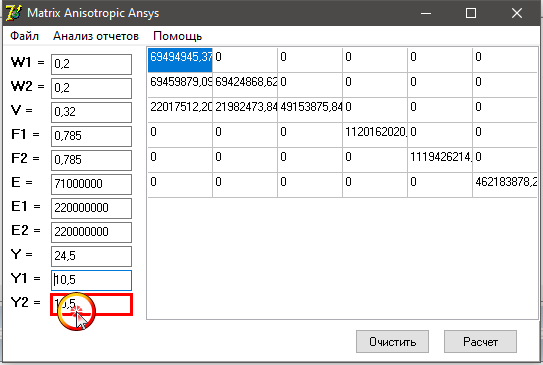 Matrix Anisotropic Ansys
Файл Анализ отчетов Помощь
W1 = 0,2
W2 = 0,2
V = 0,32
F1 = 0,785
F2 = 0,785
E = 71000000
E1 = 220000000
E2 = 220000000
Y = 24,5
Y1 = 10,5
Y2 =
69494945,37 0 0 0 0 0
69459879,09 69424868,62 0 0 0 0
22017512,20 21982473,84 49153875,84 0 0 0
0 0 0 1120162020, 0 0
0 0 0 0 1119426214, 0
0 0 0 0 0 462183878,2
Очистить Расчет